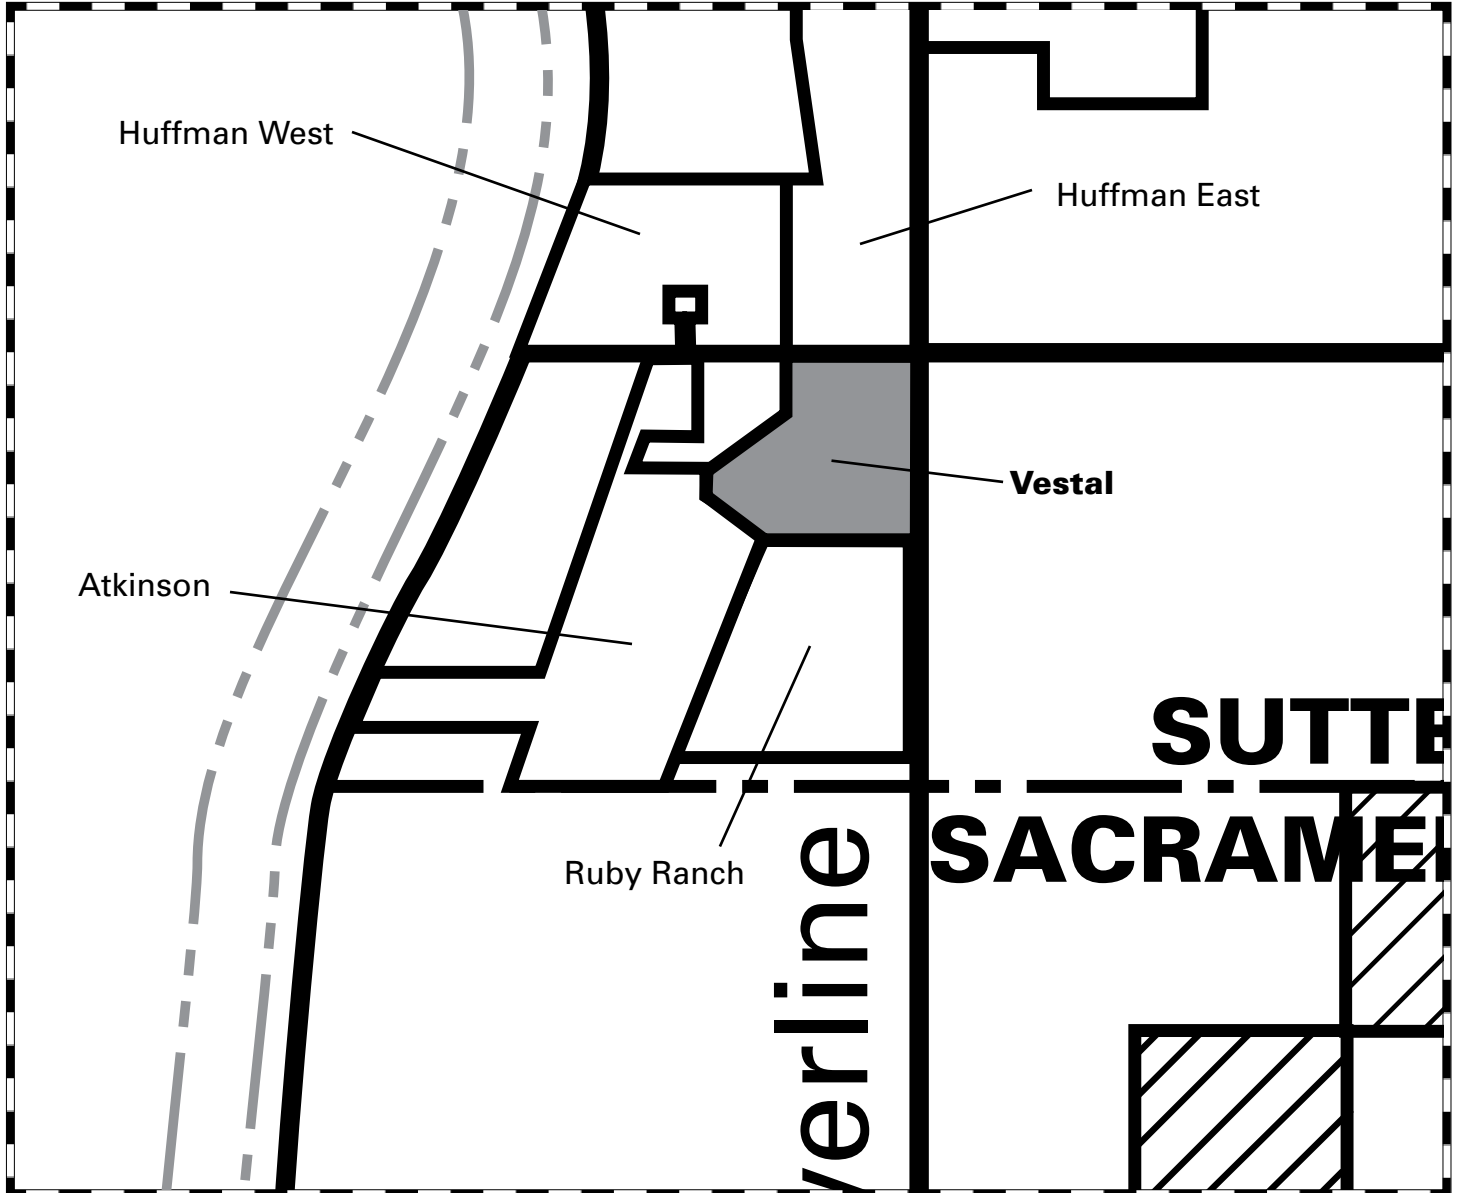 Huffman West
Huffman East
Vestal
Atkinson
SUTTE
SACRAME
Ruby Ranch
verline